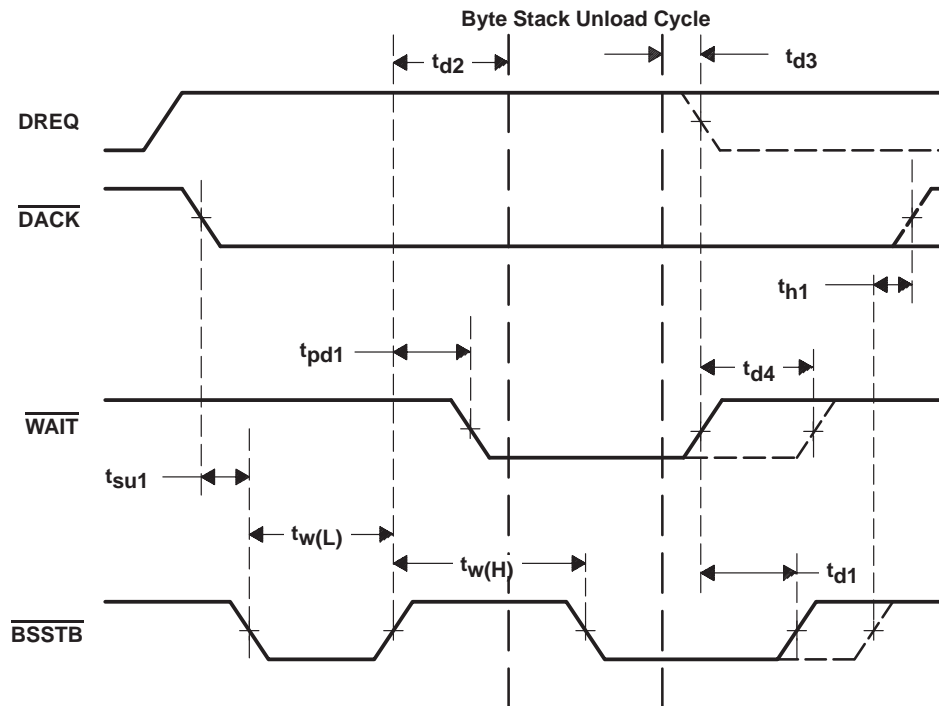 Byte Stack Unload Cycle
td2
td3
DREQ
DACK
th1
tpd1
td4
WAIT
tsu1
tw(L)
tw(H)
td1
BSSTB